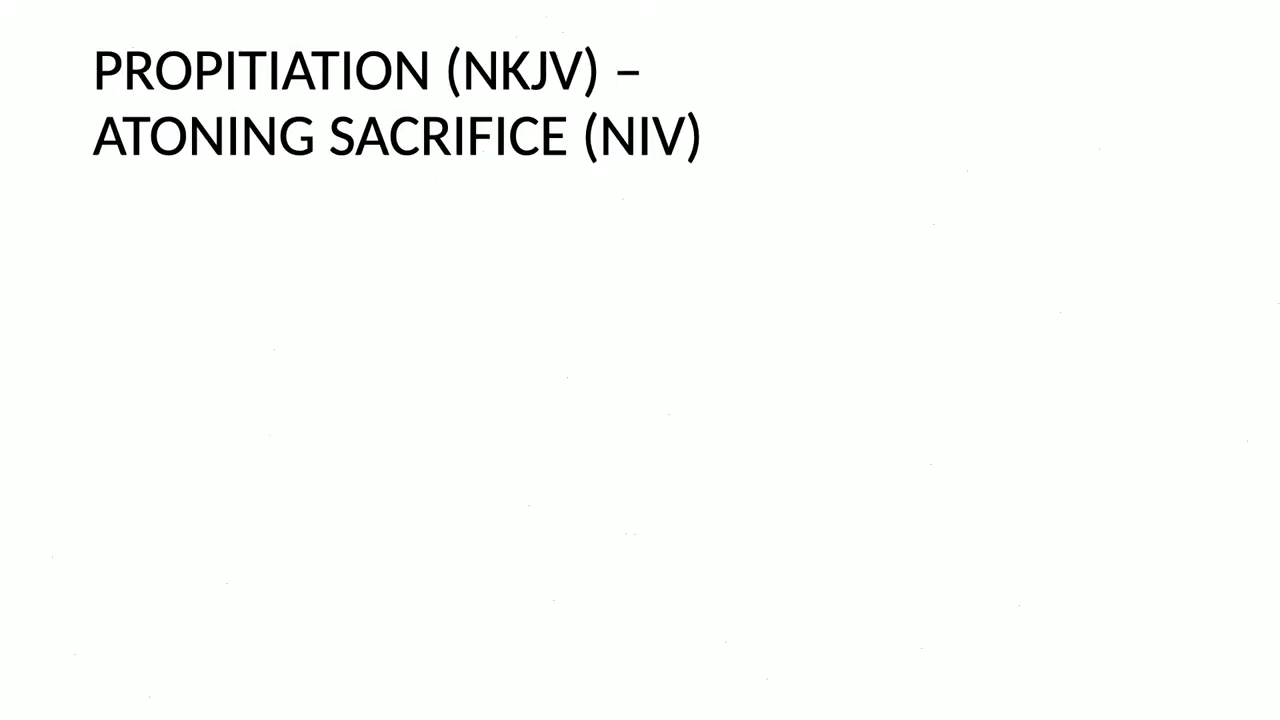 PROPITIATION (NKJV) –
ATONING SACRIFICE (NIV)